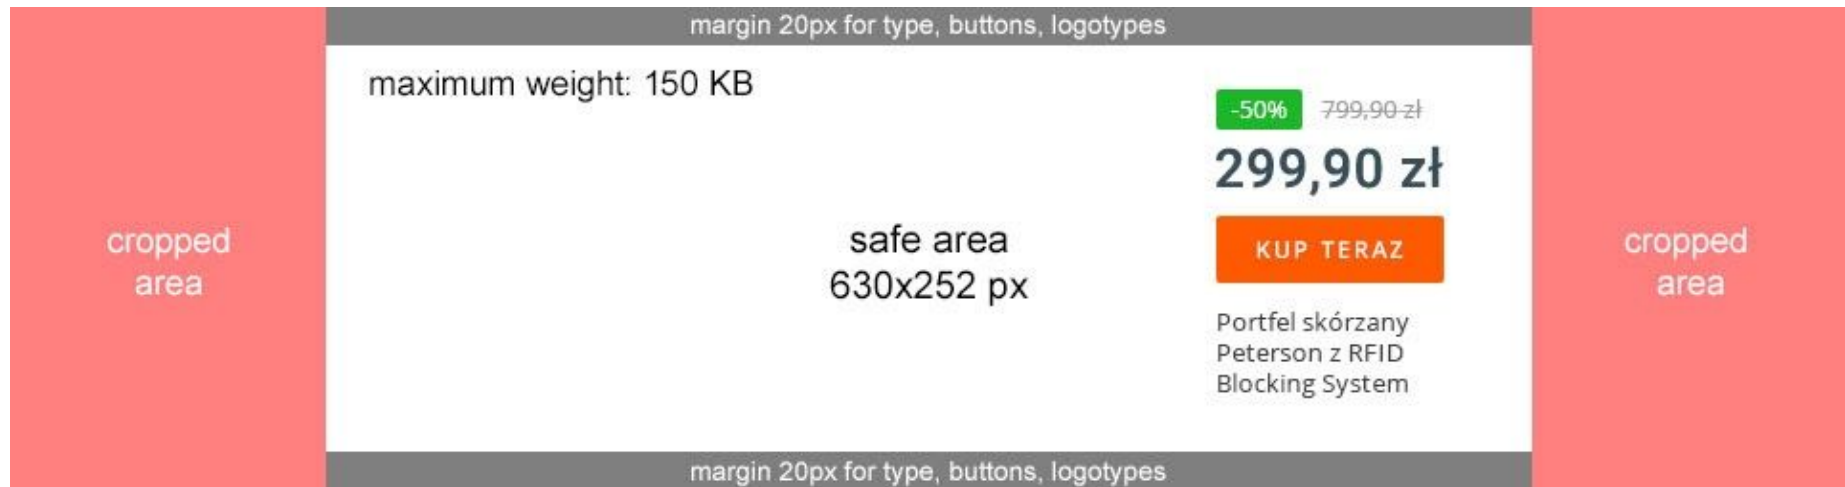 margin 20px for type, buttons, logotypes
maximum weight: 150 KB
-50% 799,90 zł
299,90 zł
KUP TERAZ
Portfel skórzany
Peterson z RFID
Blocking System
safe area
630x252 px
cropped
area
cropped
area
margin 20px for type, buttons, logotypes